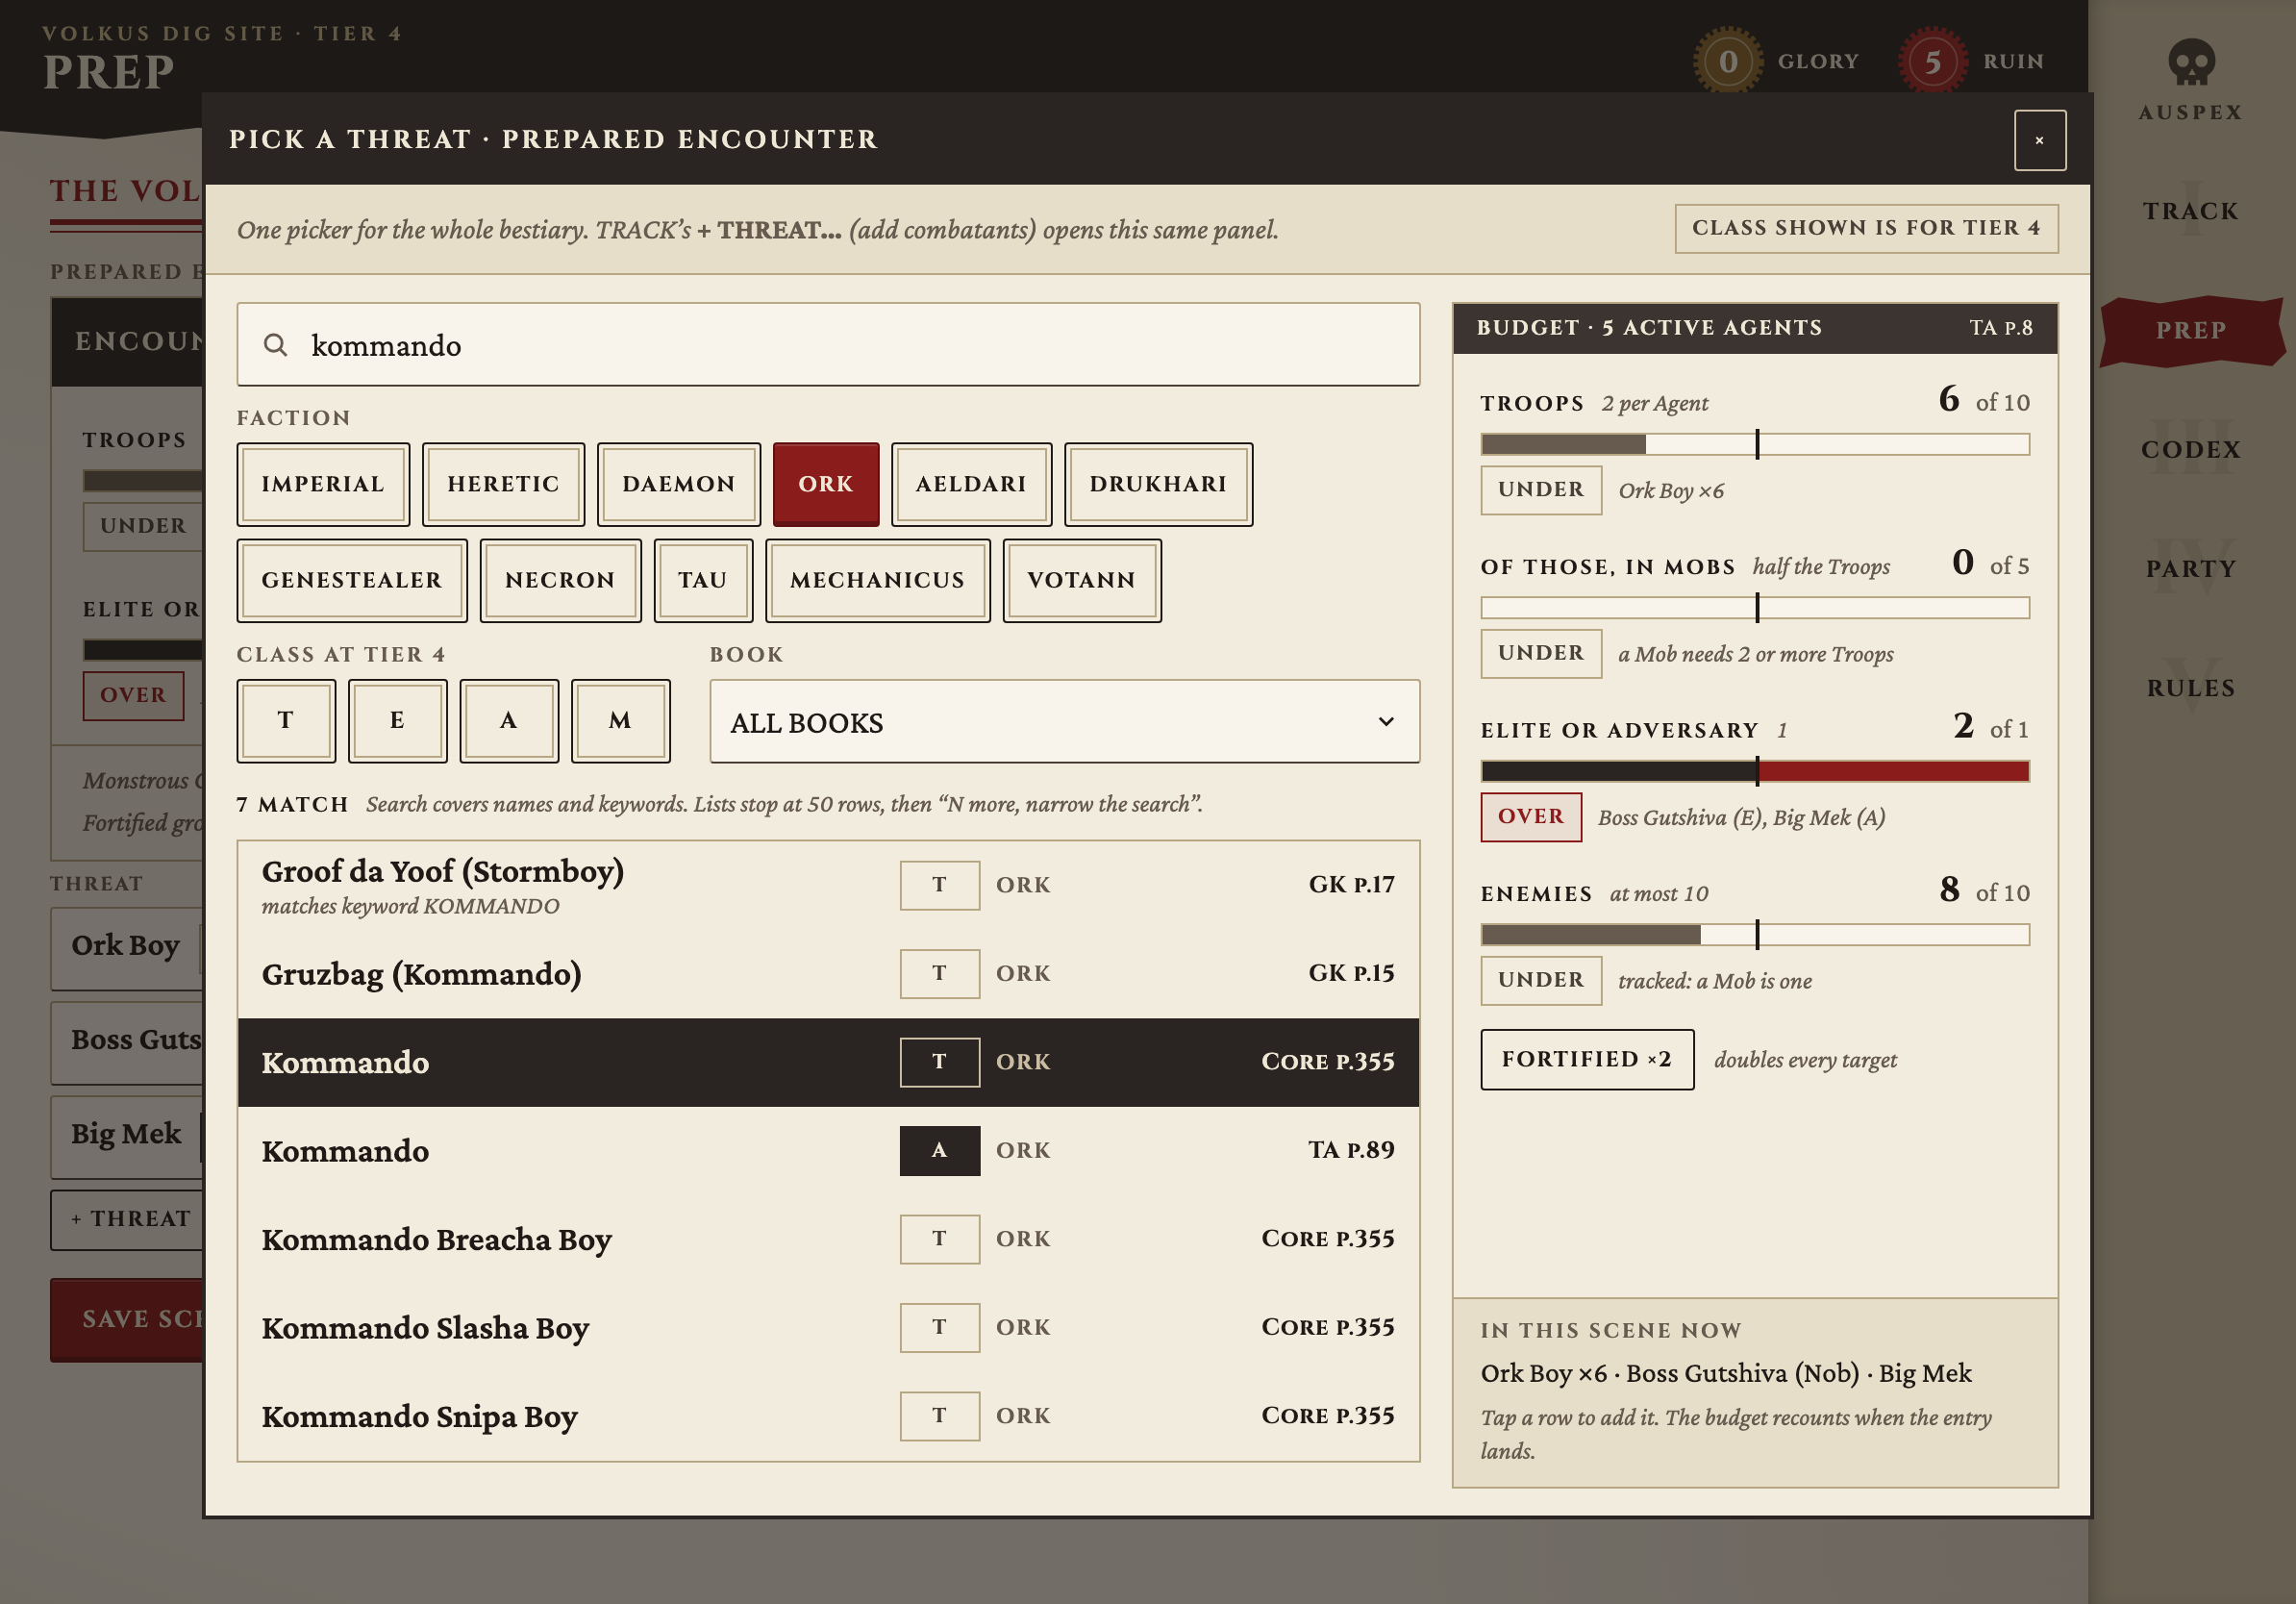 VOLKUS DIG SITE · TIER 4
PREP
0 GLORY
5 RUIN
AUSPEX
TRACK
PREP
III
CODEX
IV
PARTY
V
RULES
THE VOL
PREPARED E
ENCOUN
TROOPS
UNDER
ELITE OR
OVER
Monstrous
Fortified gro
THREAT
Ork Boy
Boss Guts
Big Mek
+ THREAT
SAVE SCE
PICK A THREAT · PREPARED ENCOUNTER
×
One picker for the whole bestiary. TRACK’s + THREAT… (add combatants) opens this same panel.
CLASS SHOWN IS FOR TIER 4
kommando
FACTION
IMPERIAL HERETIC DAEMON ORK AELDARI DRUKHARI
GENESTEALER NECRON TAU MECHANICUS VOTANN
CLASS AT TIER 4
T E A M
BOOK
ALL BOOKS
7 MATCH Search covers names and keywords. Lists stop at 50 rows, then “N more, narrow the search”.
Groof da Yoof (Stormboy) T ORK GK P.17
matches keyword KOMMANDO
Gruzbag (Kommando) T ORK GK P.15
Kommando T ORK CORE P.355
Kommando A ORK TA P.89
Kommando Breacha Boy T ORK CORE P.355
Kommando Slasha Boy T ORK CORE P.355
Kommando Snipa Boy T ORK CORE P.355
BUDGET · 5 ACTIVE AGENTS TA P.8
TROOPS 2 per Agent 6 of 10
UNDER Ork Boy ×6
OF THOSE, IN MOBS half the Troops 0 of 5
UNDER a Mob needs 2 or more Troops
ELITE OR ADVERSARY 1 2 of 1
OVER Boss Gutshiva (E), Big Mek (A)
ENEMIES at most 10 8 of 10
UNDER tracked: a Mob is one
FORTIFIED ×2 doubles every target
IN THIS SCENE NOW
Ork Boy ×6 · Boss Gutshiva (Nob) · Big Mek
Tap a row to add it. The budget recounts when the entry
lands.